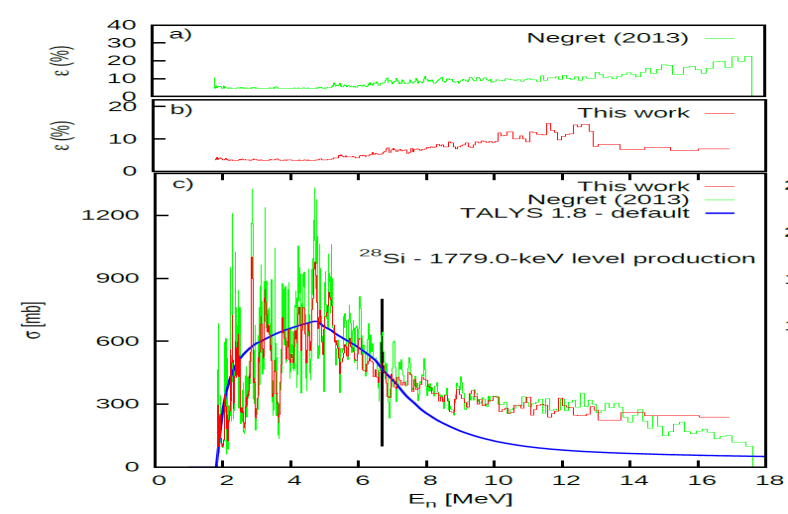 40
30
20
10
0
ε (%)
a)
Negret (2013)
20
10
0
ε (%)
b)
This work
c)
This work
Negret (2013)
TALYS 1.8 - default
28Si - 1779.0-keV level production
1200
900
600
300
0
σ [mb]
0 2 4 6 8 10 12 14 16 18
En [MeV]
2
2